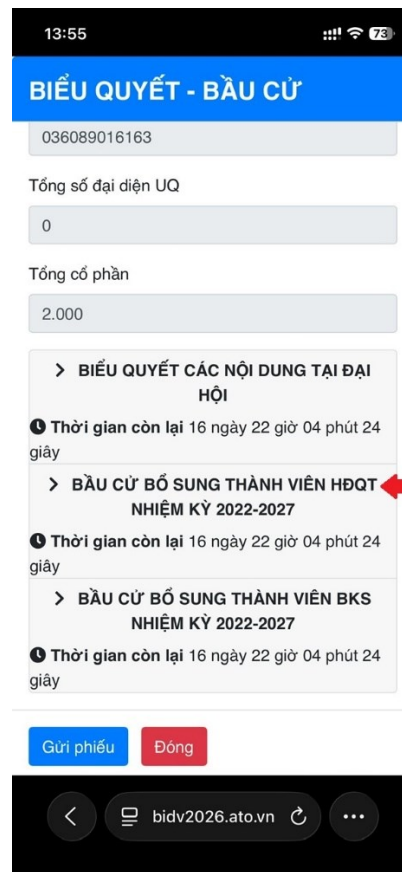 13:55
73
BIỂU QUYẾT - BẦU CỬ
036089016163
Tổng số đại diện UQ
0
Tổng cổ phần
2.000
BIỂU QUYẾT CÁC NỘI DUNG TẠI ĐẠI
HỘI
Thời gian còn lại 16 ngày 22 giờ 04 phút 24
giây
BẦU CỬ BỔ SUNG THÀNH VIÊN HĐQT
NHIỆM KỲ 2022-2027
Thời gian còn lại 16 ngày 22 giờ 04 phút 24
giây
BẦU CỬ BỔ SUNG THÀNH VIÊN BKS
NHIỆM KỲ 2022-2027
Thời gian còn lại 16 ngày 22 giờ 04 phút 24
giây
Gửi phiếu Đóng
bidv2026.ato.vn